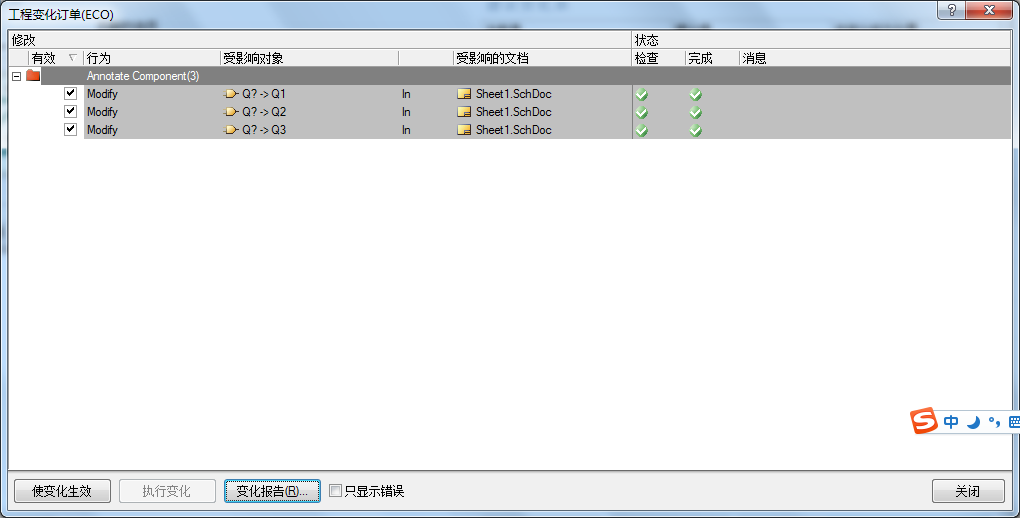 工程变化订单(ECO)
修改 状态
有效 行为 受影响对象 受影响的文档 检查 完成 消息
Annotate Component(3)
Modify Q? -> Q1 In Sheet1.SchDoc
Modify Q? -> Q2 In Sheet1.SchDoc
Modify Q? -> Q3 In Sheet1.SchDoc
中
使变化生效 执行变化 变化报告(R)... 只显示错误 关闭